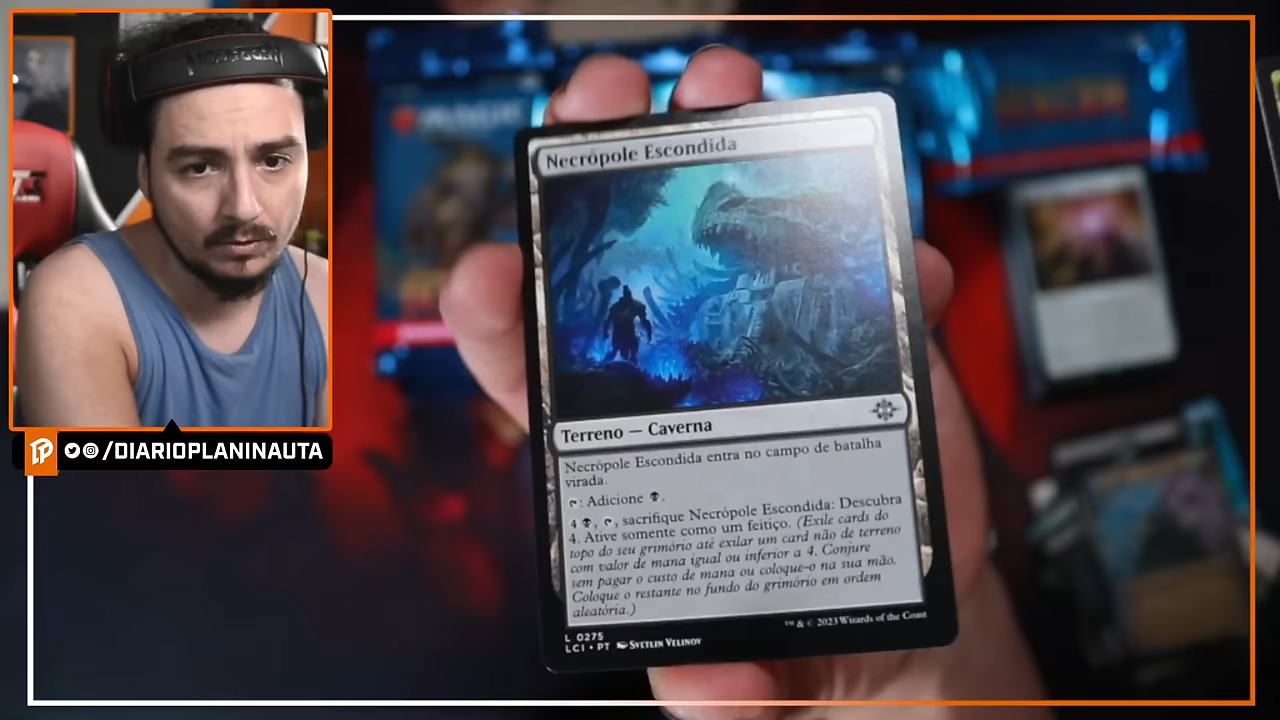 Necrópole Escondida
Terreno — Caverna
Necrópole Escondida entra no campo de batalha
virada.
: Adicione .
4 , , sacrifique Necrópole Escondida: Descubra
4. Ative somente como um feitiço. (Exile cards do
topo do seu grimório até exilar um card não de terreno
com valor de mana igual ou inferior a 4. Conjure
sem pagar o custo de mana ou coloque-o na sua mão.
Coloque o restante no fundo do grimório em ordem
aleatória.)
L 0275
LCI • PT SVETLIN VELINOV
™ & © 2023 Wizards of the Coast
/DIARIOPLANINAUTA
MAGIC